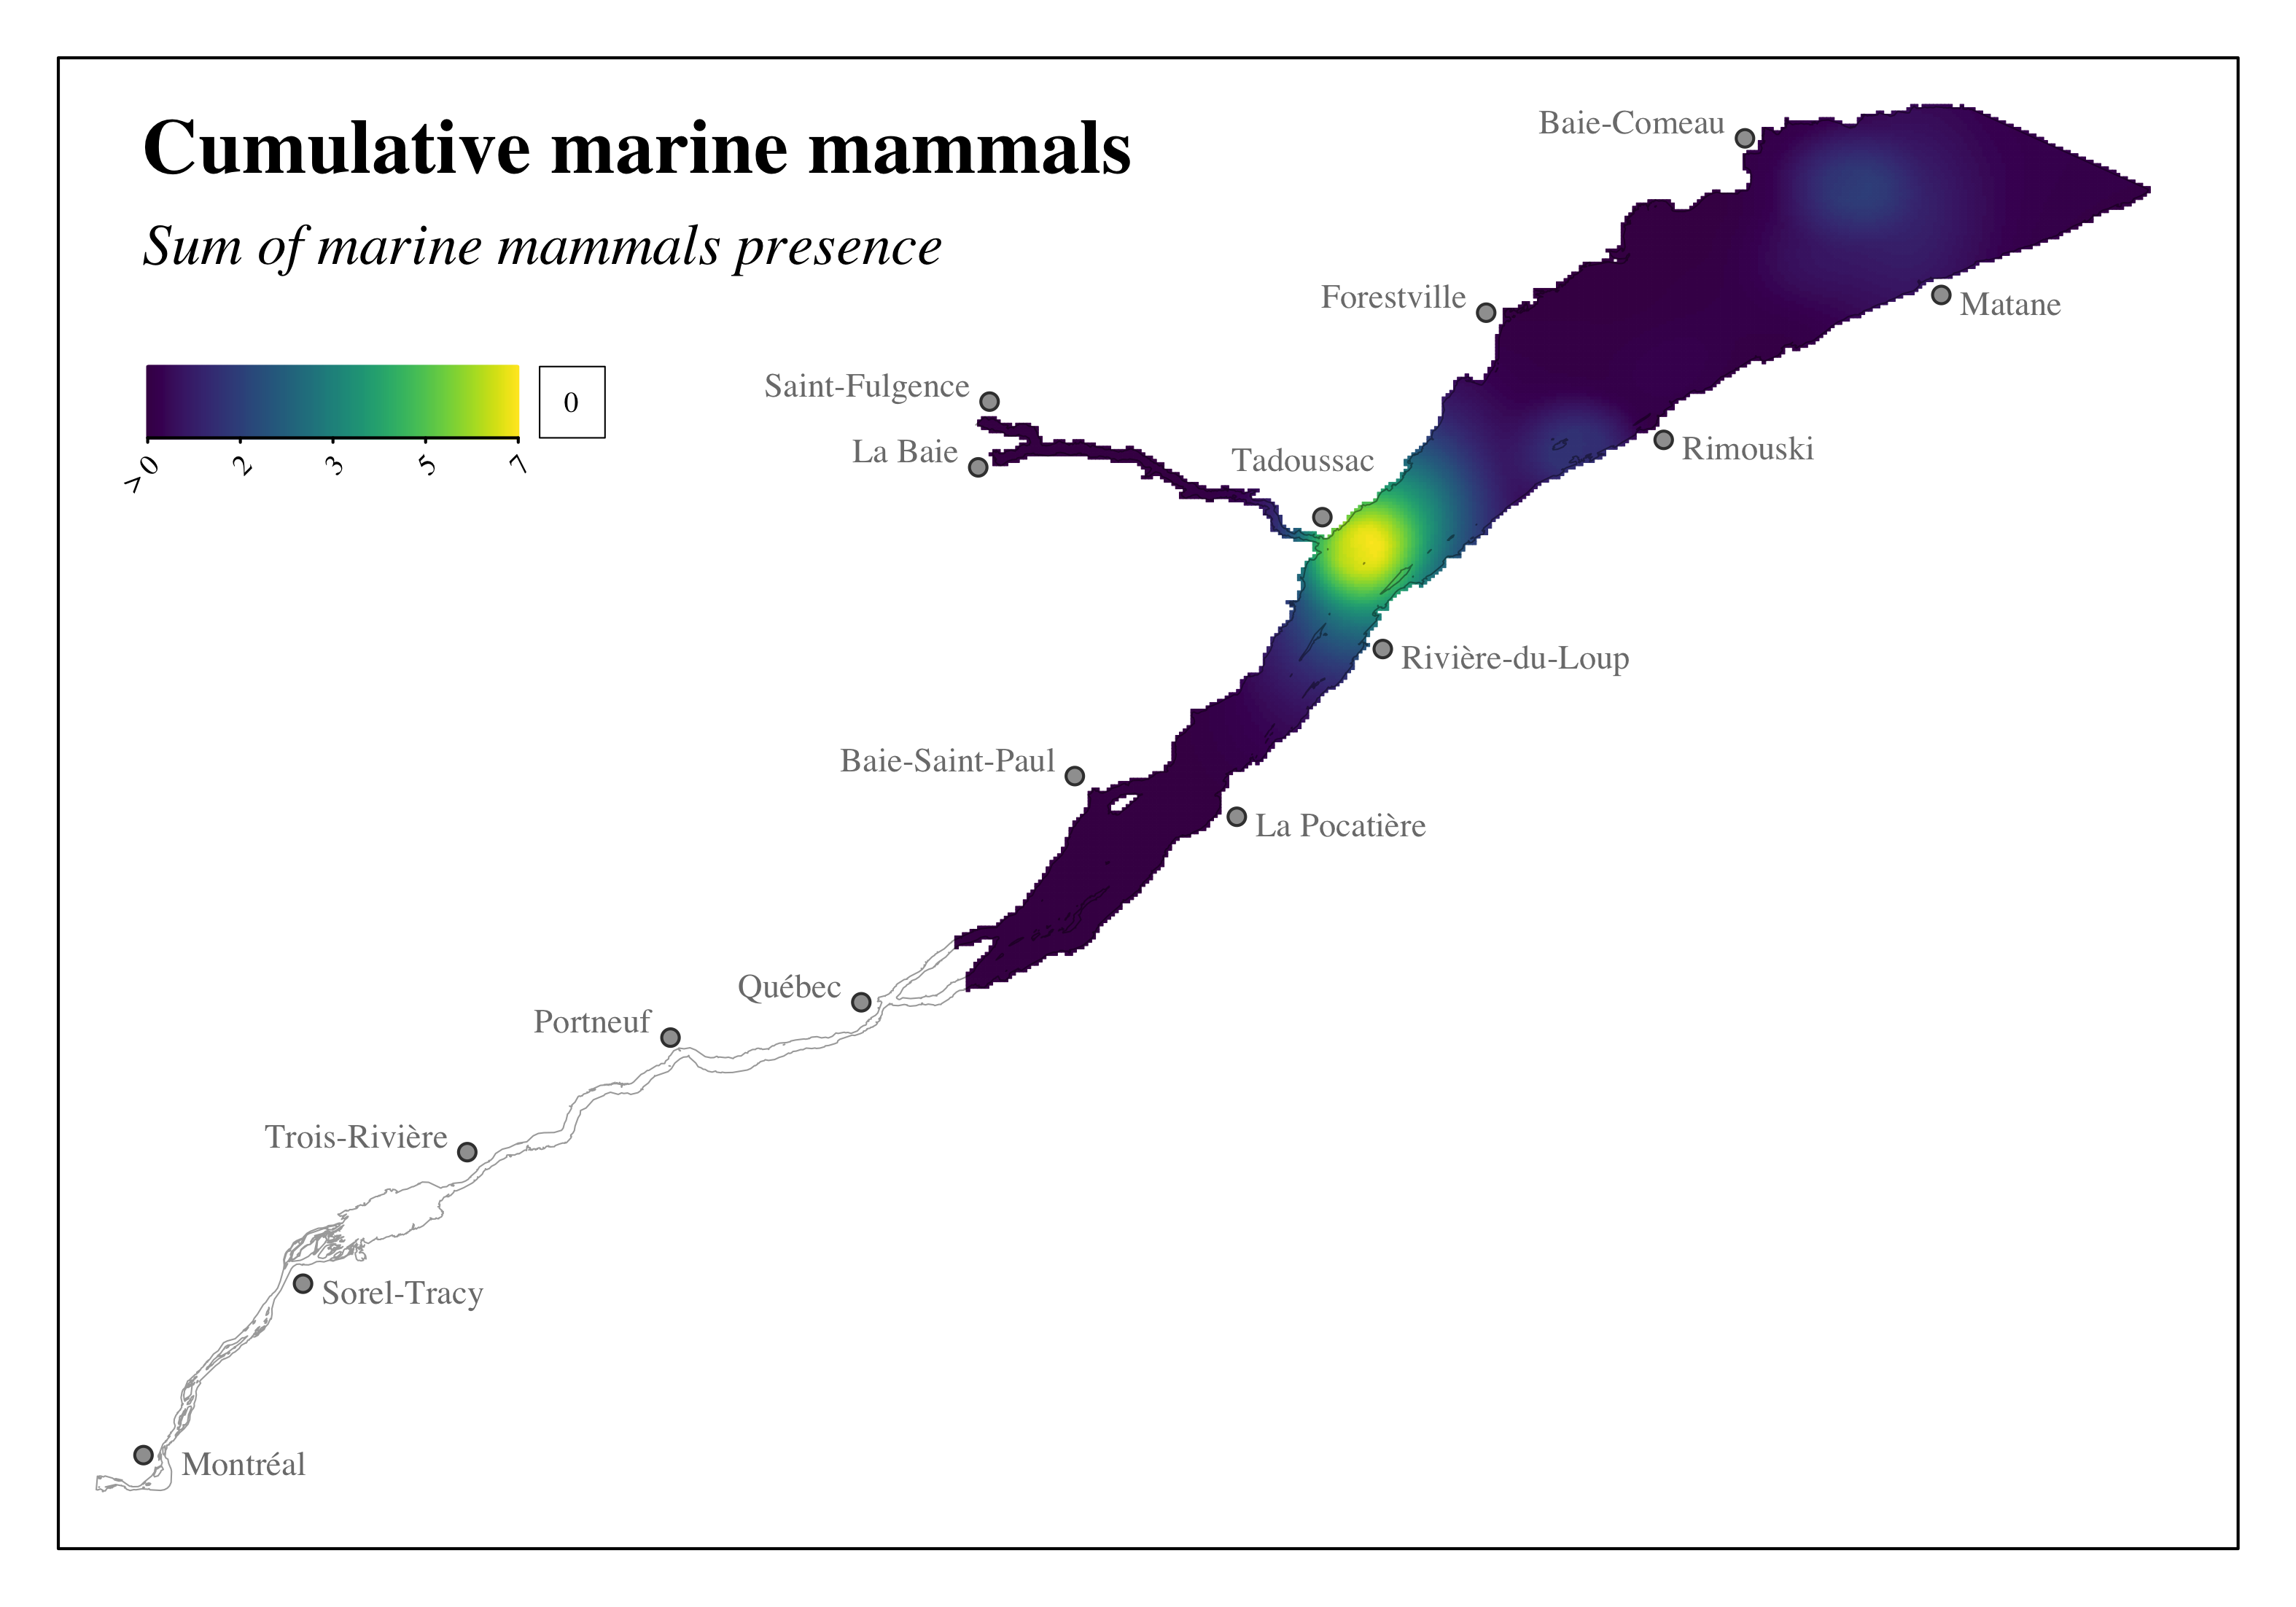 Cumulative marine mammals
Sum of marine mammals presence
> 0 2 3 5 7
0
Baie-Comeau
Forestville
Matane
Saint-Fulgence
La Baie
Tadoussac
Rimouski
Rivière-du-Loup
Baie-Saint-Paul
La Pocatière
Québec
Portneuf
Trois-Rivière
Sorel-Tracy
Montréal